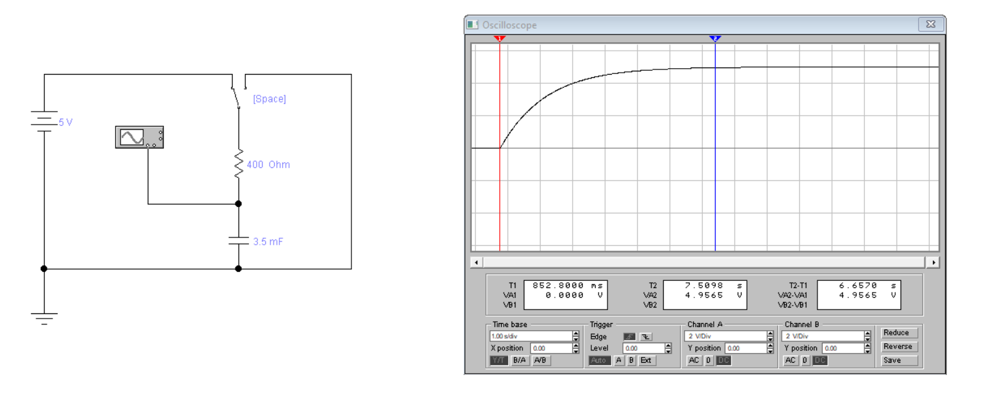 Oscilloscope
1
2
[Space]
5 V
400 Ohm
3.5 mF
T1 852.8000 ms T2 7.5098 s T2-T1 6.6570 s
VA1 0.0000 V VA2 4.9565 V VA2-VA1 4.9565 V
VB1 VB2 VB2-VB1
Time base Trigger Channel A Channel B
1.00 s/div Edge 2 V/Div 2 V/Div Reduce
X position 0.00 Level 0.00 Y position 0.00 Y position 0.00 Reverse
Y/T B/A A/B Auto A B Ext AC 0 DC AC 0 DC Save